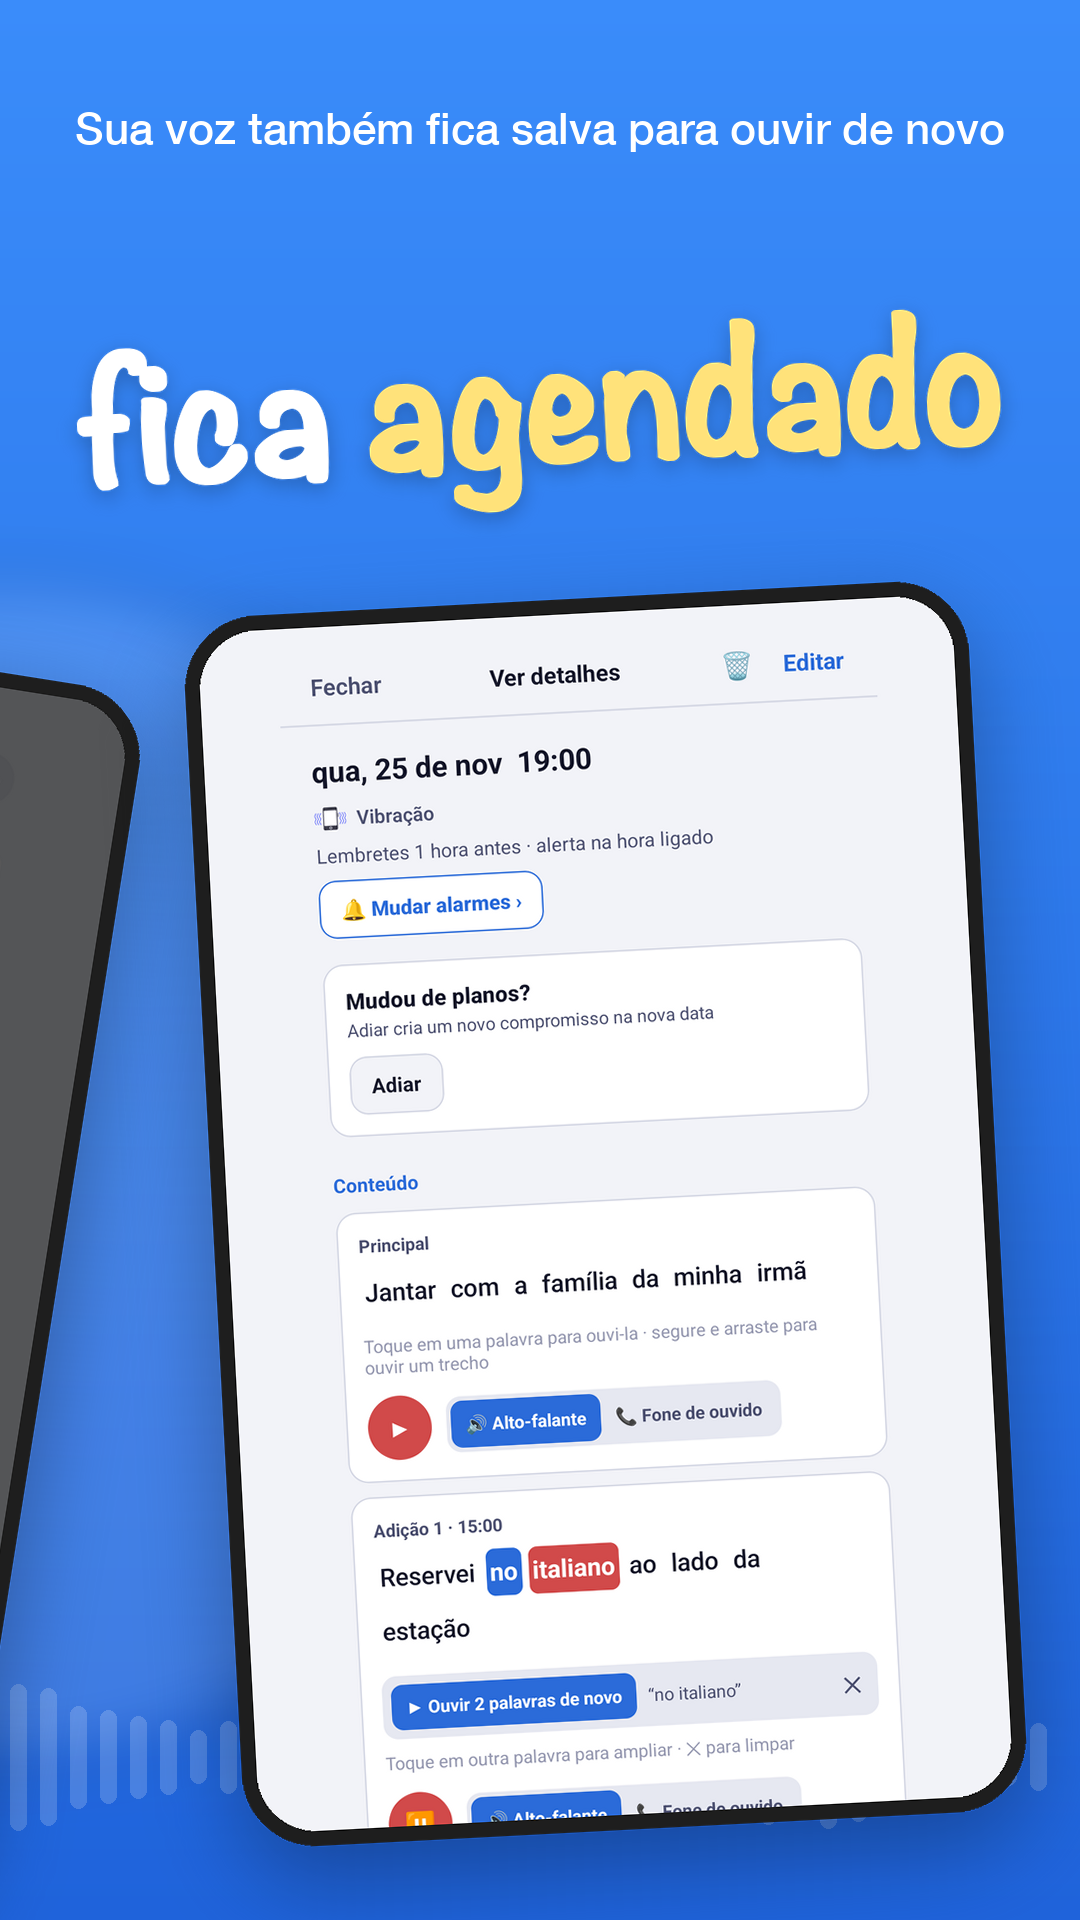 Sua voz também fica salva para ouvir de novo
fica agendado
Fechar
Ver detalhes
Editar
qua, 25 de nov 19:00
Vibração
Lembretes 1 hora antes · alerta na hora ligado
Mudar alarmes ›
Mudou de planos?
Adiar cria um novo compromisso na nova data
Adiar
Conteúdo
Principal
Jantar com a família da minha irmã
Toque em uma palavra para ouvi-la · segure e arraste para
ouvir um trecho
Alto-falante
Fone de ouvido
Adição 1 · 15:00
Reservei no italiano ao lado da
estação
Ouvir 2 palavras de novo
“no italiano”
Toque em outra palavra para ampliar · ✕ para limpar
Alto-falante
Fone de ouvido